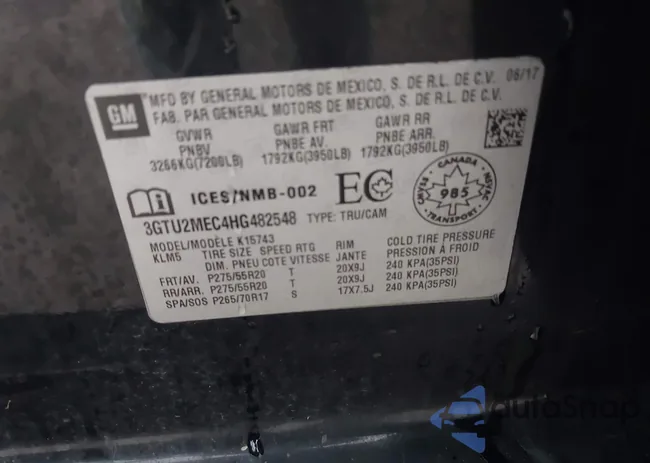 GM
MFD BY GENERAL MOTORS DE MEXICO, S. DE R.L. DE C.V. 06/17
FAB. PAR GENERAL MOTORS DE MEXICO, S. DE R.L. DE C.V.
GVWR GAWR FRT GAWR RR
PNBV PNBE AV. PNBE ARR.
3266KG(7200LB) 1792KG(3950LB) 1792KG(3950LB)
ICES/NMB-002 EC
CANADA
985
TRANSPORT
3GTU2MEC4HG482548 TYPE: TRU/CAM
MODEL/MODÈLE K15743
KLM5 TIRE SIZE SPEED RTG RIM COLD TIRE PRESSURE
DIM. PNEU COTE VITESSE JANTE PRESSION À FROID
FRT/AV. P275/55R20 T 20X9J 240 KPA(35PSI)
RR/ARR. P275/55R20 T 20X9J 240 KPA(35PSI)
SPA/SOS P265/70R17 S 17X7.5J 240 KPA(35PSI)
autoSnap